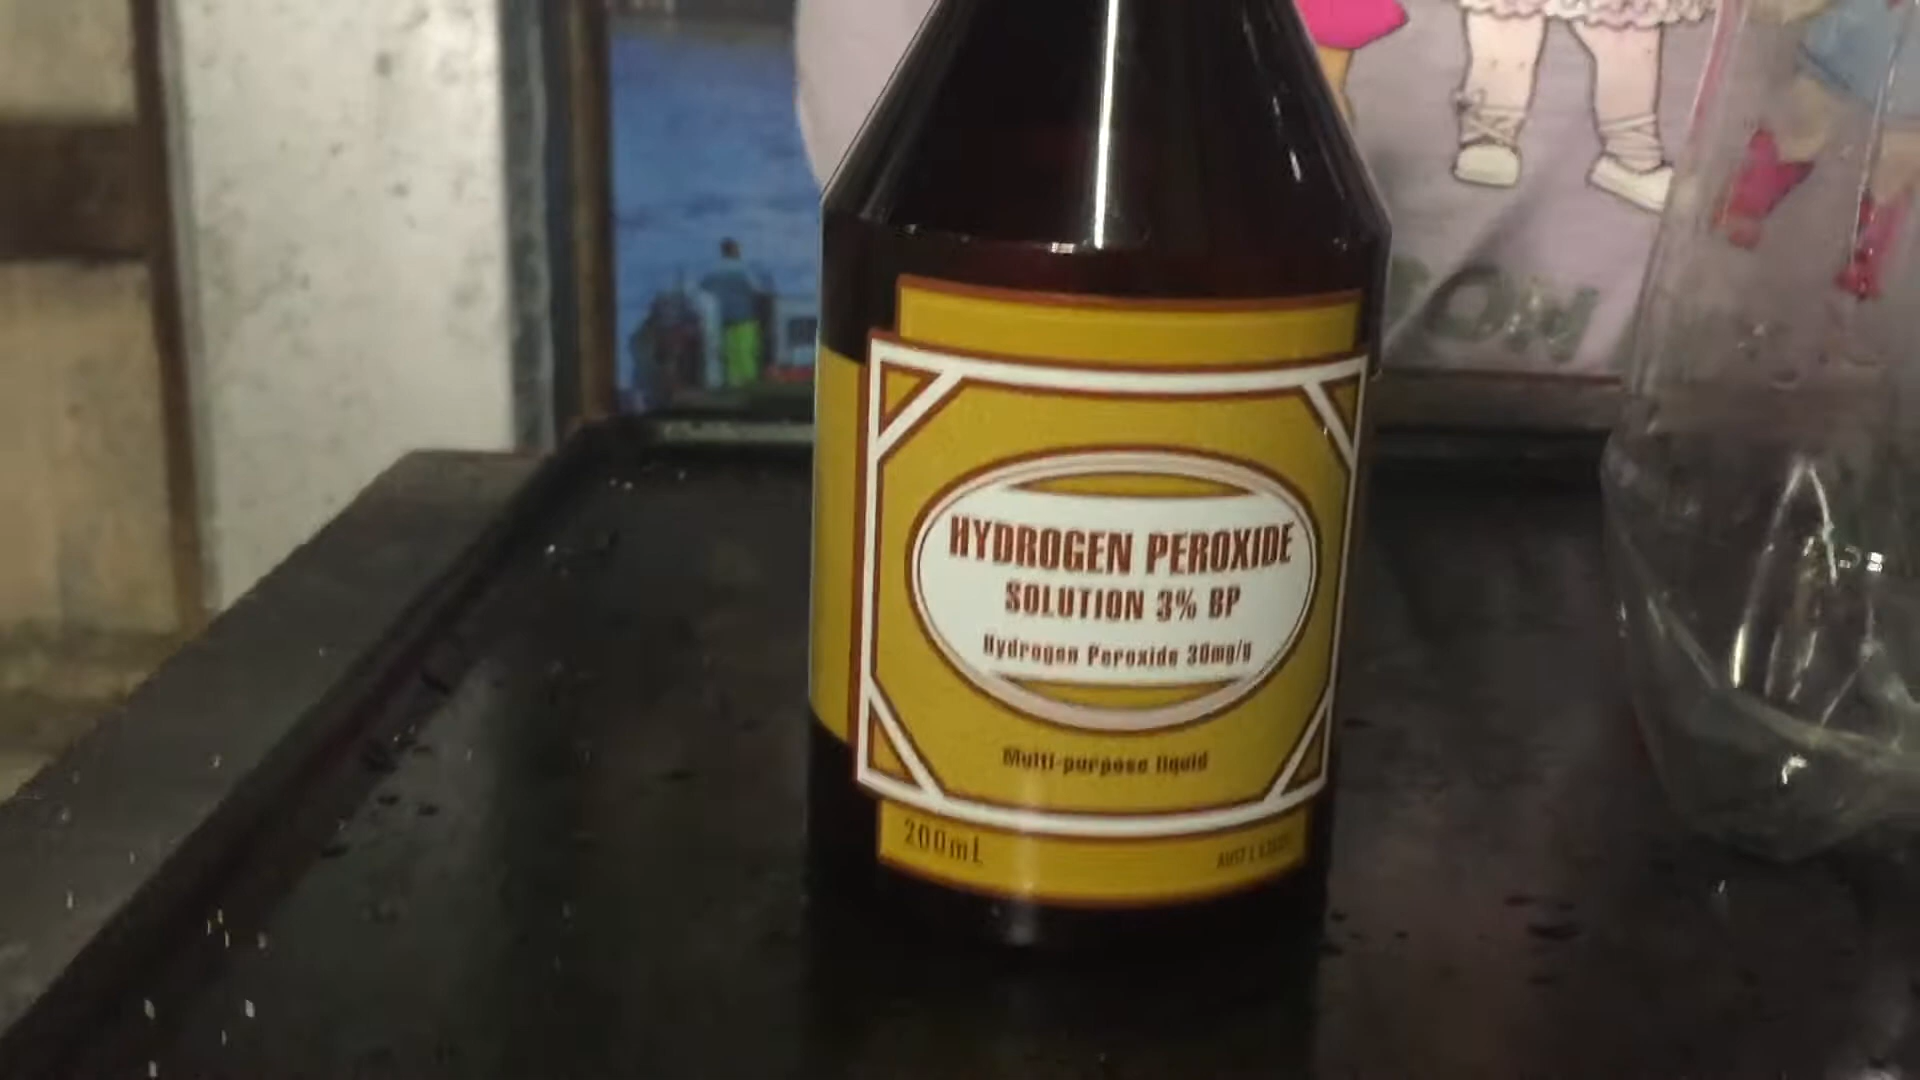 HYDROGEN PEROXIDE
SOLUTION 3% BP
Hydrogen Peroxide 30mg/g
Multi-purpose liquid
200mL